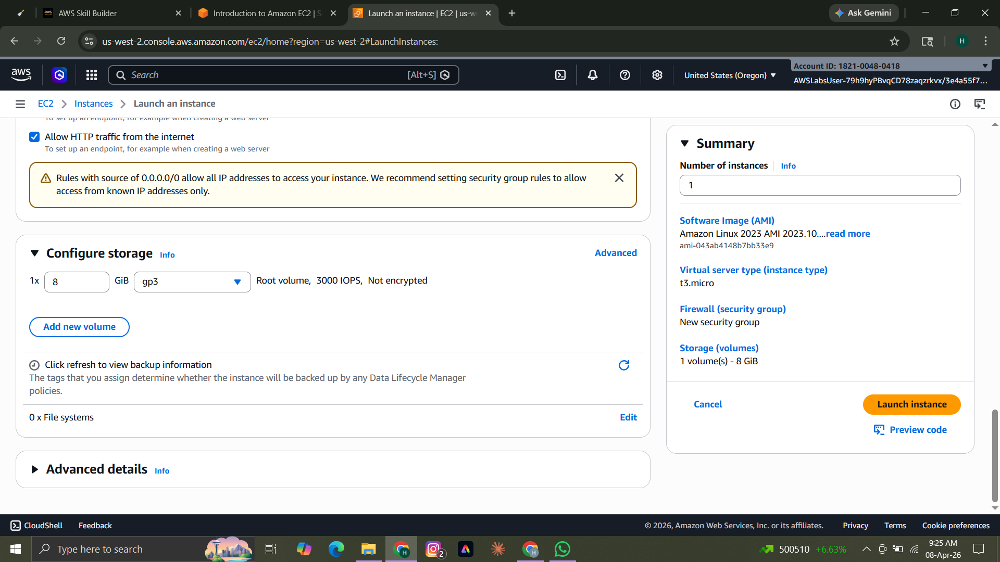 AWS Skill Builder
Introduction to Amazon EC2 | S
Launch an instance | EC2 | us-w
Ask Gemini
us-west-2.console.aws.amazon.com/ec2/home?region=us-west-2#LaunchInstances:
H
aws
Search
[Alt+S]
United States (Oregon)
Account ID: 1821-0048-0418
AWSLabsUser-79h9hyPBvqCD78zaqzrkvx/3e4a55f7...
EC2
Instances
Launch an instance
To set up an endpoint, for example when creating a web server
Allow HTTP traffic from the internet
To set up an endpoint, for example when creating a web server
Rules with source of 0.0.0.0/0 allow all IP addresses to access your instance. We recommend setting security group rules to allow
access from known IP addresses only.
Configure storage
Info
Advanced
1x
8
GiB
gp3
Root volume, 3000 IOPS, Not encrypted
Add new volume
Click refresh to view backup information
The tags that you assign determine whether the instance will be backed up by any Data Lifecycle Manager
policies.
0 x File systems
Edit
Advanced details
Info
Summary
Number of instances
Info
1
Software Image (AMI)
Amazon Linux 2023 AMI 2023.10....read more
ami-043ab4148b7bb33e9
Virtual server type (instance type)
t3.micro
Firewall (security group)
New security group
Storage (volumes)
1 volume(s) - 8 GiB
Cancel
Launch instance
Preview code
CloudShell
Feedback
© 2026, Amazon Web Services, Inc. or its affiliates.
Privacy
Terms
Cookie preferences
Type here to search
H
2
H
500510 +6.63%
9:25 AM
08-Apr-26